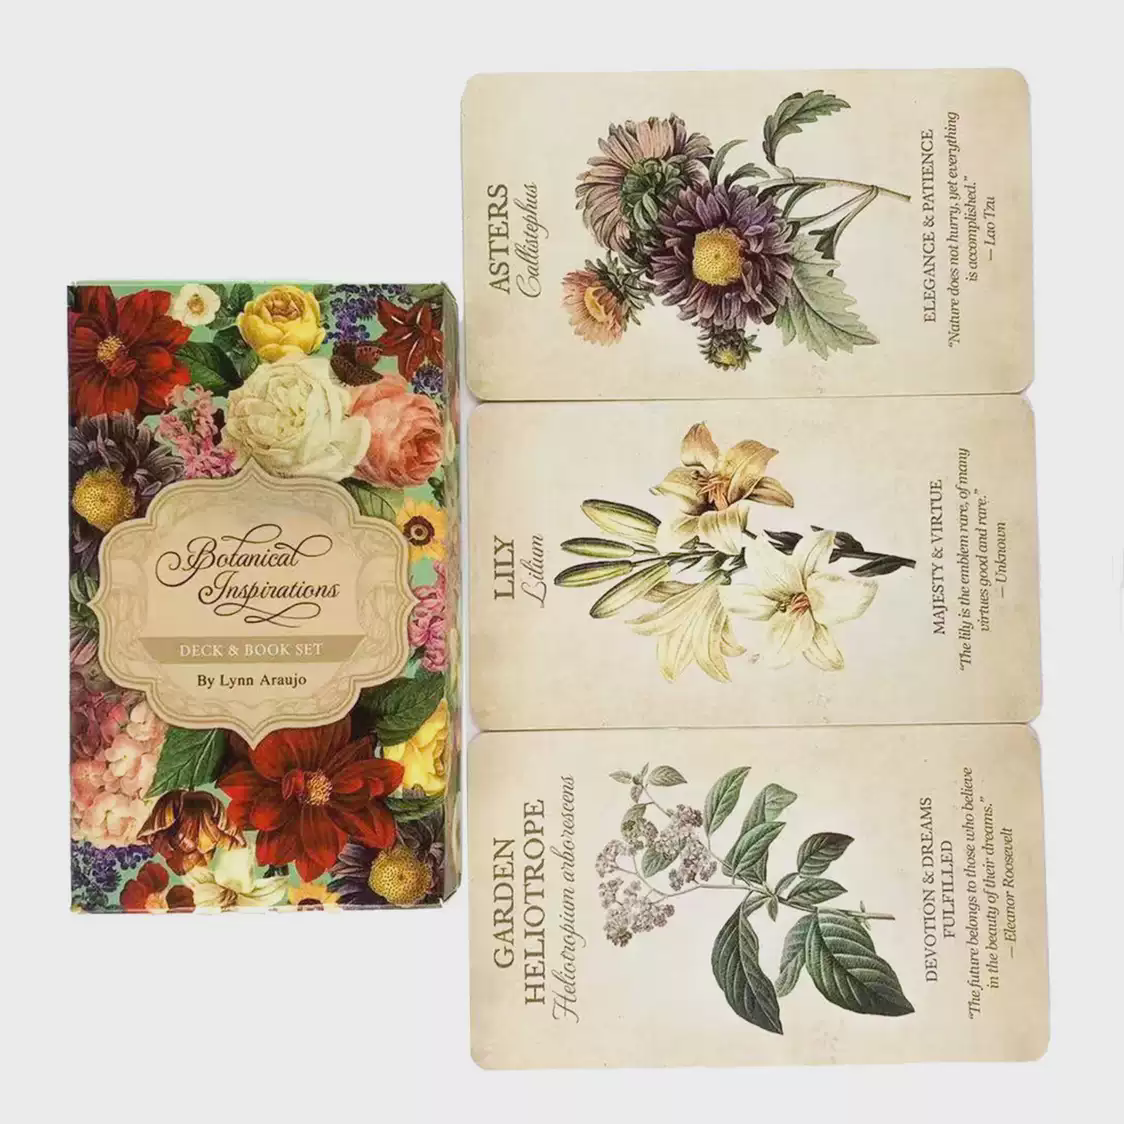 Botanical
Inspirations
DECK & BOOK SET
By Lynn Araujo
ASTERS
Callistephus
ELEGANCE & PATIENCE
“Nature does not hurry, yet everything
is accomplished.”
— Lao Tzu
LILY
Lilium
MAJESTY & VIRTUE
“The lily is the emblem rare, of many
virtues good and rare.”
— Unknown
GARDEN
HELIOTROPE
Heliotropium arborescens
DEVOTION & DREAMS
FULFILLED
“The future belongs to those who believe
in the beauty of their dreams.”
— Eleanor Roosevelt